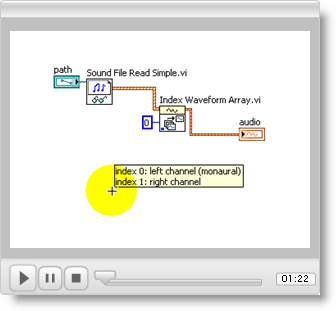 path
Sound File Read Simple.vi
Index Waveform Array.vi
0
audio
index 0: left channel (monaural)
index 1: right channel
01:22